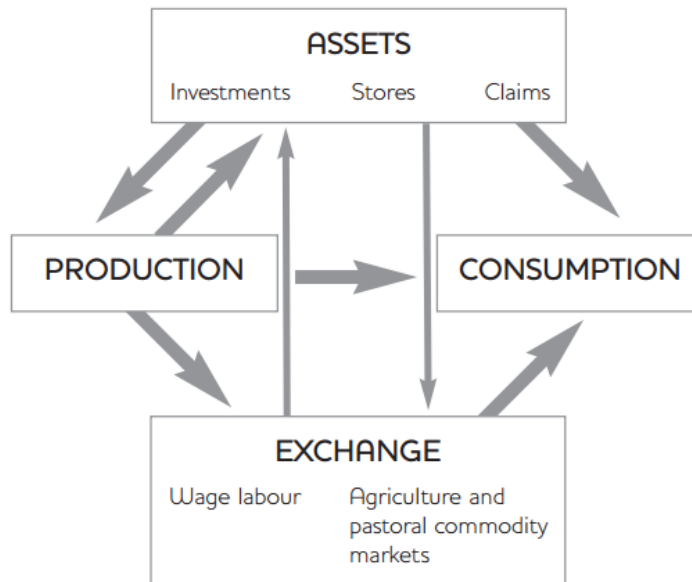 ASSETS
Investments Stores Claims
PRODUCTION
CONSUMPTION
EXCHANGE
Wage labour
Agriculture and
pastoral commodity
markets